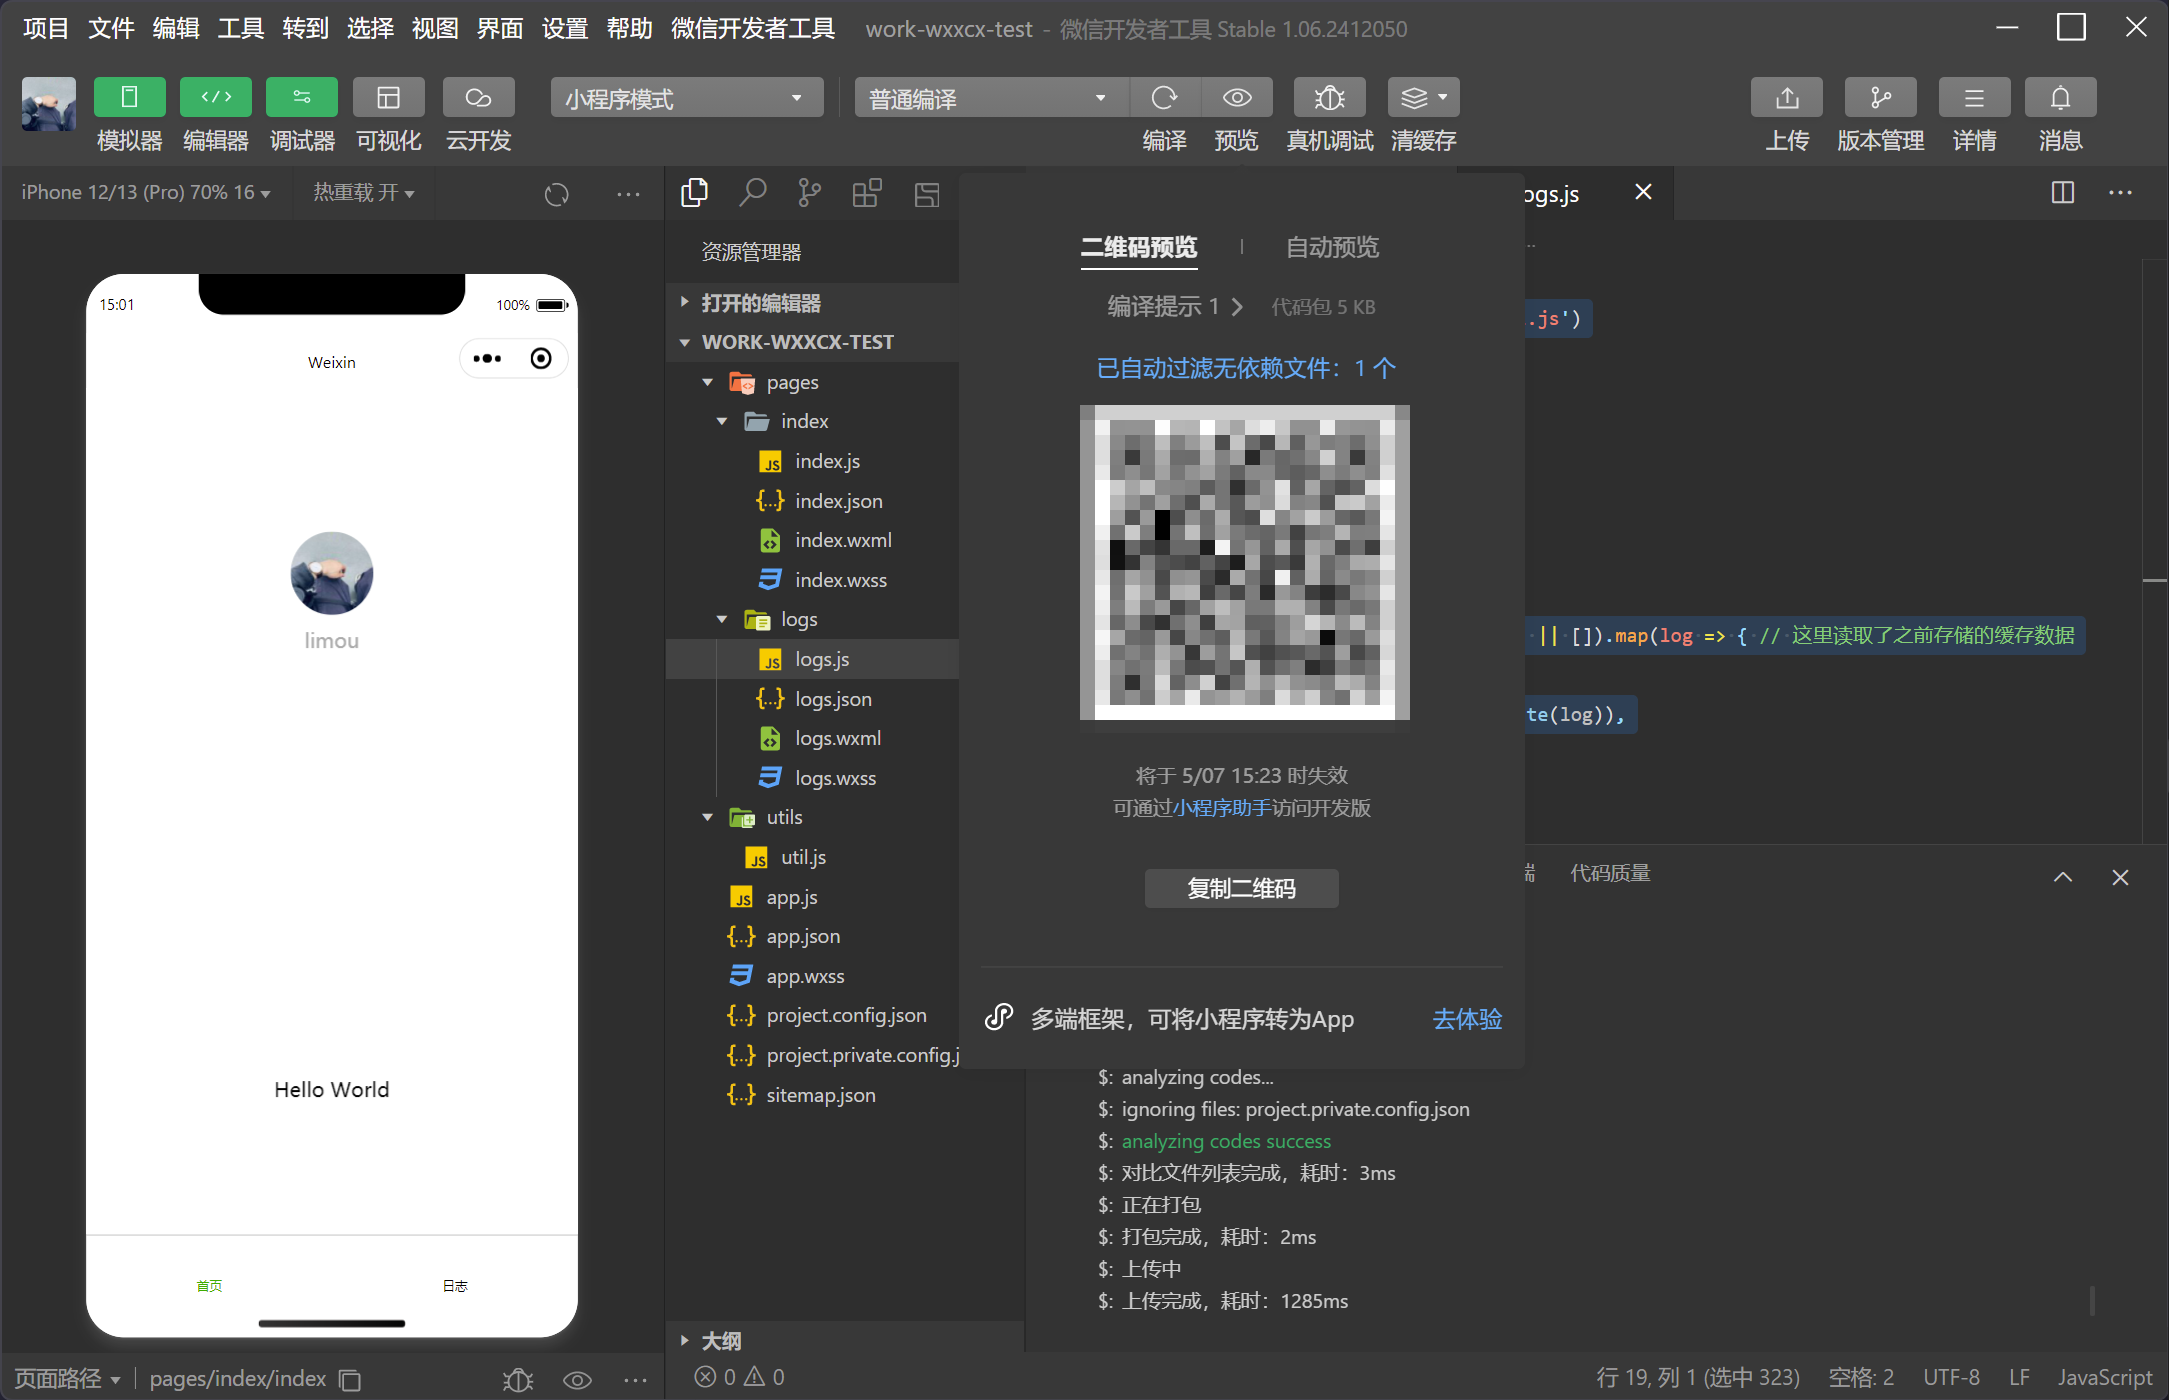 项目 文件 编辑 工具 转到 选择 视图 界面 设置 帮助 微信开发者工具 work-wxxcx-test - 微信开发者工具 Stable 1.06.2412050
小程序模式 普通编译
模拟器 编辑器 调试器 可视化 云开发 编译 预览 真机调试 清缓存 上传 版本管理 详情 消息
iPhone 12/13 (Pro) 70% 16 热重载 开
15:01 100%
Weixin
limou
Hello World
首页 日志
页面路径 pages/index/index
资源管理器
打开的编辑器
WORK-WXXCX-TEST
pages
index
index.js
index.json
index.wxml
index.wxss
logs
logs.js
logs.json
logs.wxml
logs.wxss
utils
util.js
app.js
app.json
app.wxss
project.config.json
project.private.config.j
sitemap.json
大纲
0 0
二维码预览 自动预览
编译提示 1 代码包 5 KB
已自动过滤无依赖文件：1 个
将于 5/07 15:23 时失效
可通过小程序助手访问开发版
复制二维码
多端框架，可将小程序转为App 去体验
ogs.js
...
.js')
|| []).map(log => { // 这里读取了之前存储的缓存数据
te(log)),
端 代码质量
$: analyzing codes...
$: ignoring files: project.private.config.json
$: analyzing codes success
$: 对比文件列表完成，耗时：3ms
$: 正在打包
$: 打包完成，耗时：2ms
$: 上传中
$: 上传完成，耗时：1285ms
行 19, 列 1 (选中 323) 空格: 2 UTF-8 LF JavaScript